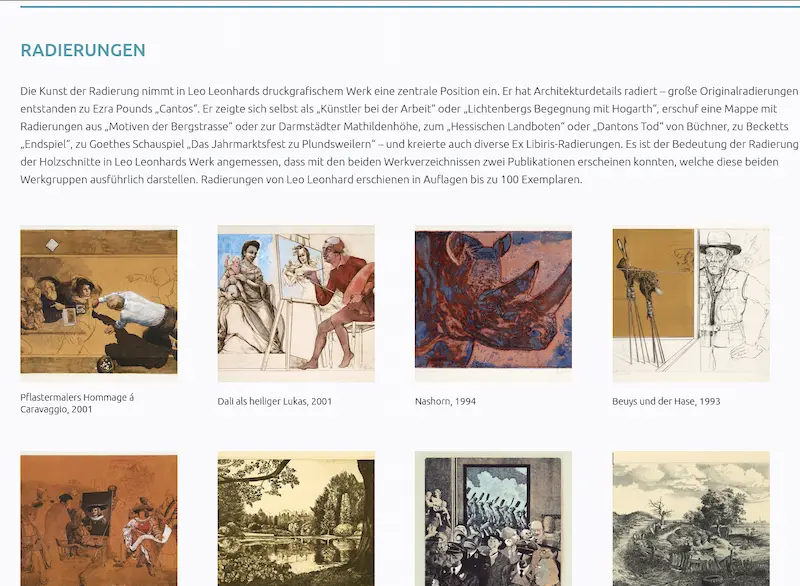 RADIERUNGEN
Die Kunst der Radierung nimmt in Leo Leonhards druckgrafischem Werk eine zentrale Position ein. Er hat Architekturdetails radiert – große Originalradierungen
entstanden zu Ezra Pounds „Cantos“. Er zeigte sich selbst als „Künstler bei der Arbeit“ oder „Lichtenbergs Begegnung mit Hogarth“, erschuf eine Mappe mit
Radierungen aus „Motiven der Bergstrasse“ oder zur Darmstädter Mathildenhöhe, zum „Hessischen Landboten“ oder „Dantons Tod“ von Büchner, zu Becketts
„Endspiel“, zu Goethes Schauspiel „Das Jahrmarktsfest zu Plundsweilern“ – und kreierte auch diverse Ex Libiris-Radierungen. Es ist der Bedeutung der Radierung
der Holzschnitte in Leo Leonhards Werk angemessen, dass mit den beiden Werkverzeichnissen zwei Publikationen erscheinen konnten, welche diese beiden
Werkgruppen ausführlich darstellen. Radierungen von Leo Leonhard erschienen in Auflagen bis zu 100 Exemplaren.
Pflastermalers Hommage á
Caravaggio, 2001
Dali als heiliger Lukas, 2001
Nashorn, 1994
Beuys und der Hase, 1993